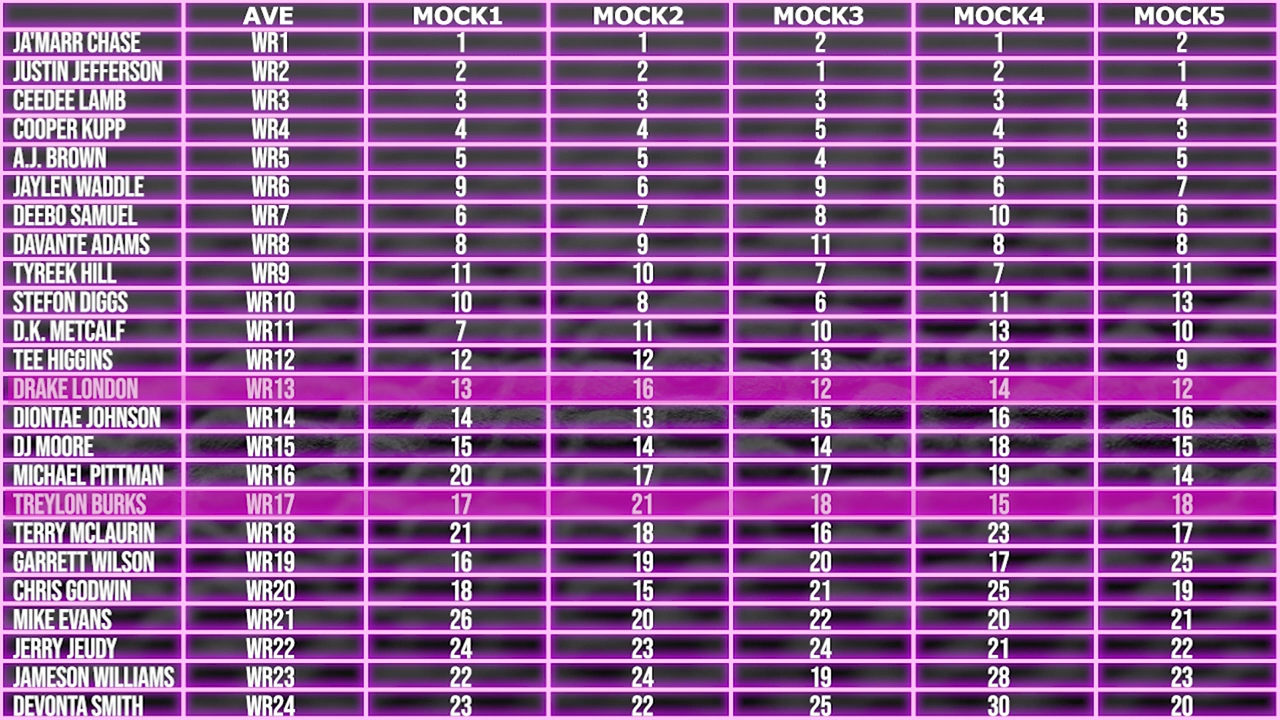 AVE MOCK1 MOCK2 MOCK3 MOCK4 MOCK5
JA'MARR CHASE WR1 1 1 2 1 2
JUSTIN JEFFERSON WR2 2 2 1 2 1
CEEDEE LAMB WR3 3 3 3 3 4
COOPER KUPP WR4 4 4 5 4 3
A.J. BROWN WR5 5 5 4 5 5
JAYLEN WADDLE WR6 9 6 9 6 7
DEEBO SAMUEL WR7 6 7 8 10 6
DAVANTE ADAMS WR8 8 9 11 8 8
TYREEK HILL WR9 11 10 7 7 11
STEFON DIGGS WR10 10 8 6 11 13
D.K. METCALF WR11 7 11 10 13 10
TEE HIGGINS WR12 12 12 13 12 9
DRAKE LONDON WR13 13 16 12 14 12
DIONTAE JOHNSON WR14 14 13 15 16 16
DJ MOORE WR15 15 14 14 18 15
MICHAEL PITTMAN WR16 20 17 17 19 14
TREYLON BURKS WR17 17 21 18 15 18
TERRY MCLAURIN WR18 21 18 16 23 17
GARRETT WILSON WR19 16 19 20 17 25
CHRIS GODWIN WR20 18 15 21 25 19
MIKE EVANS WR21 26 20 22 20 21
JERRY JEUDY WR22 24 23 24 21 22
JAMESON WILLIAMS WR23 22 24 19 28 23
DEVONTA SMITH WR24 23 22 25 30 20